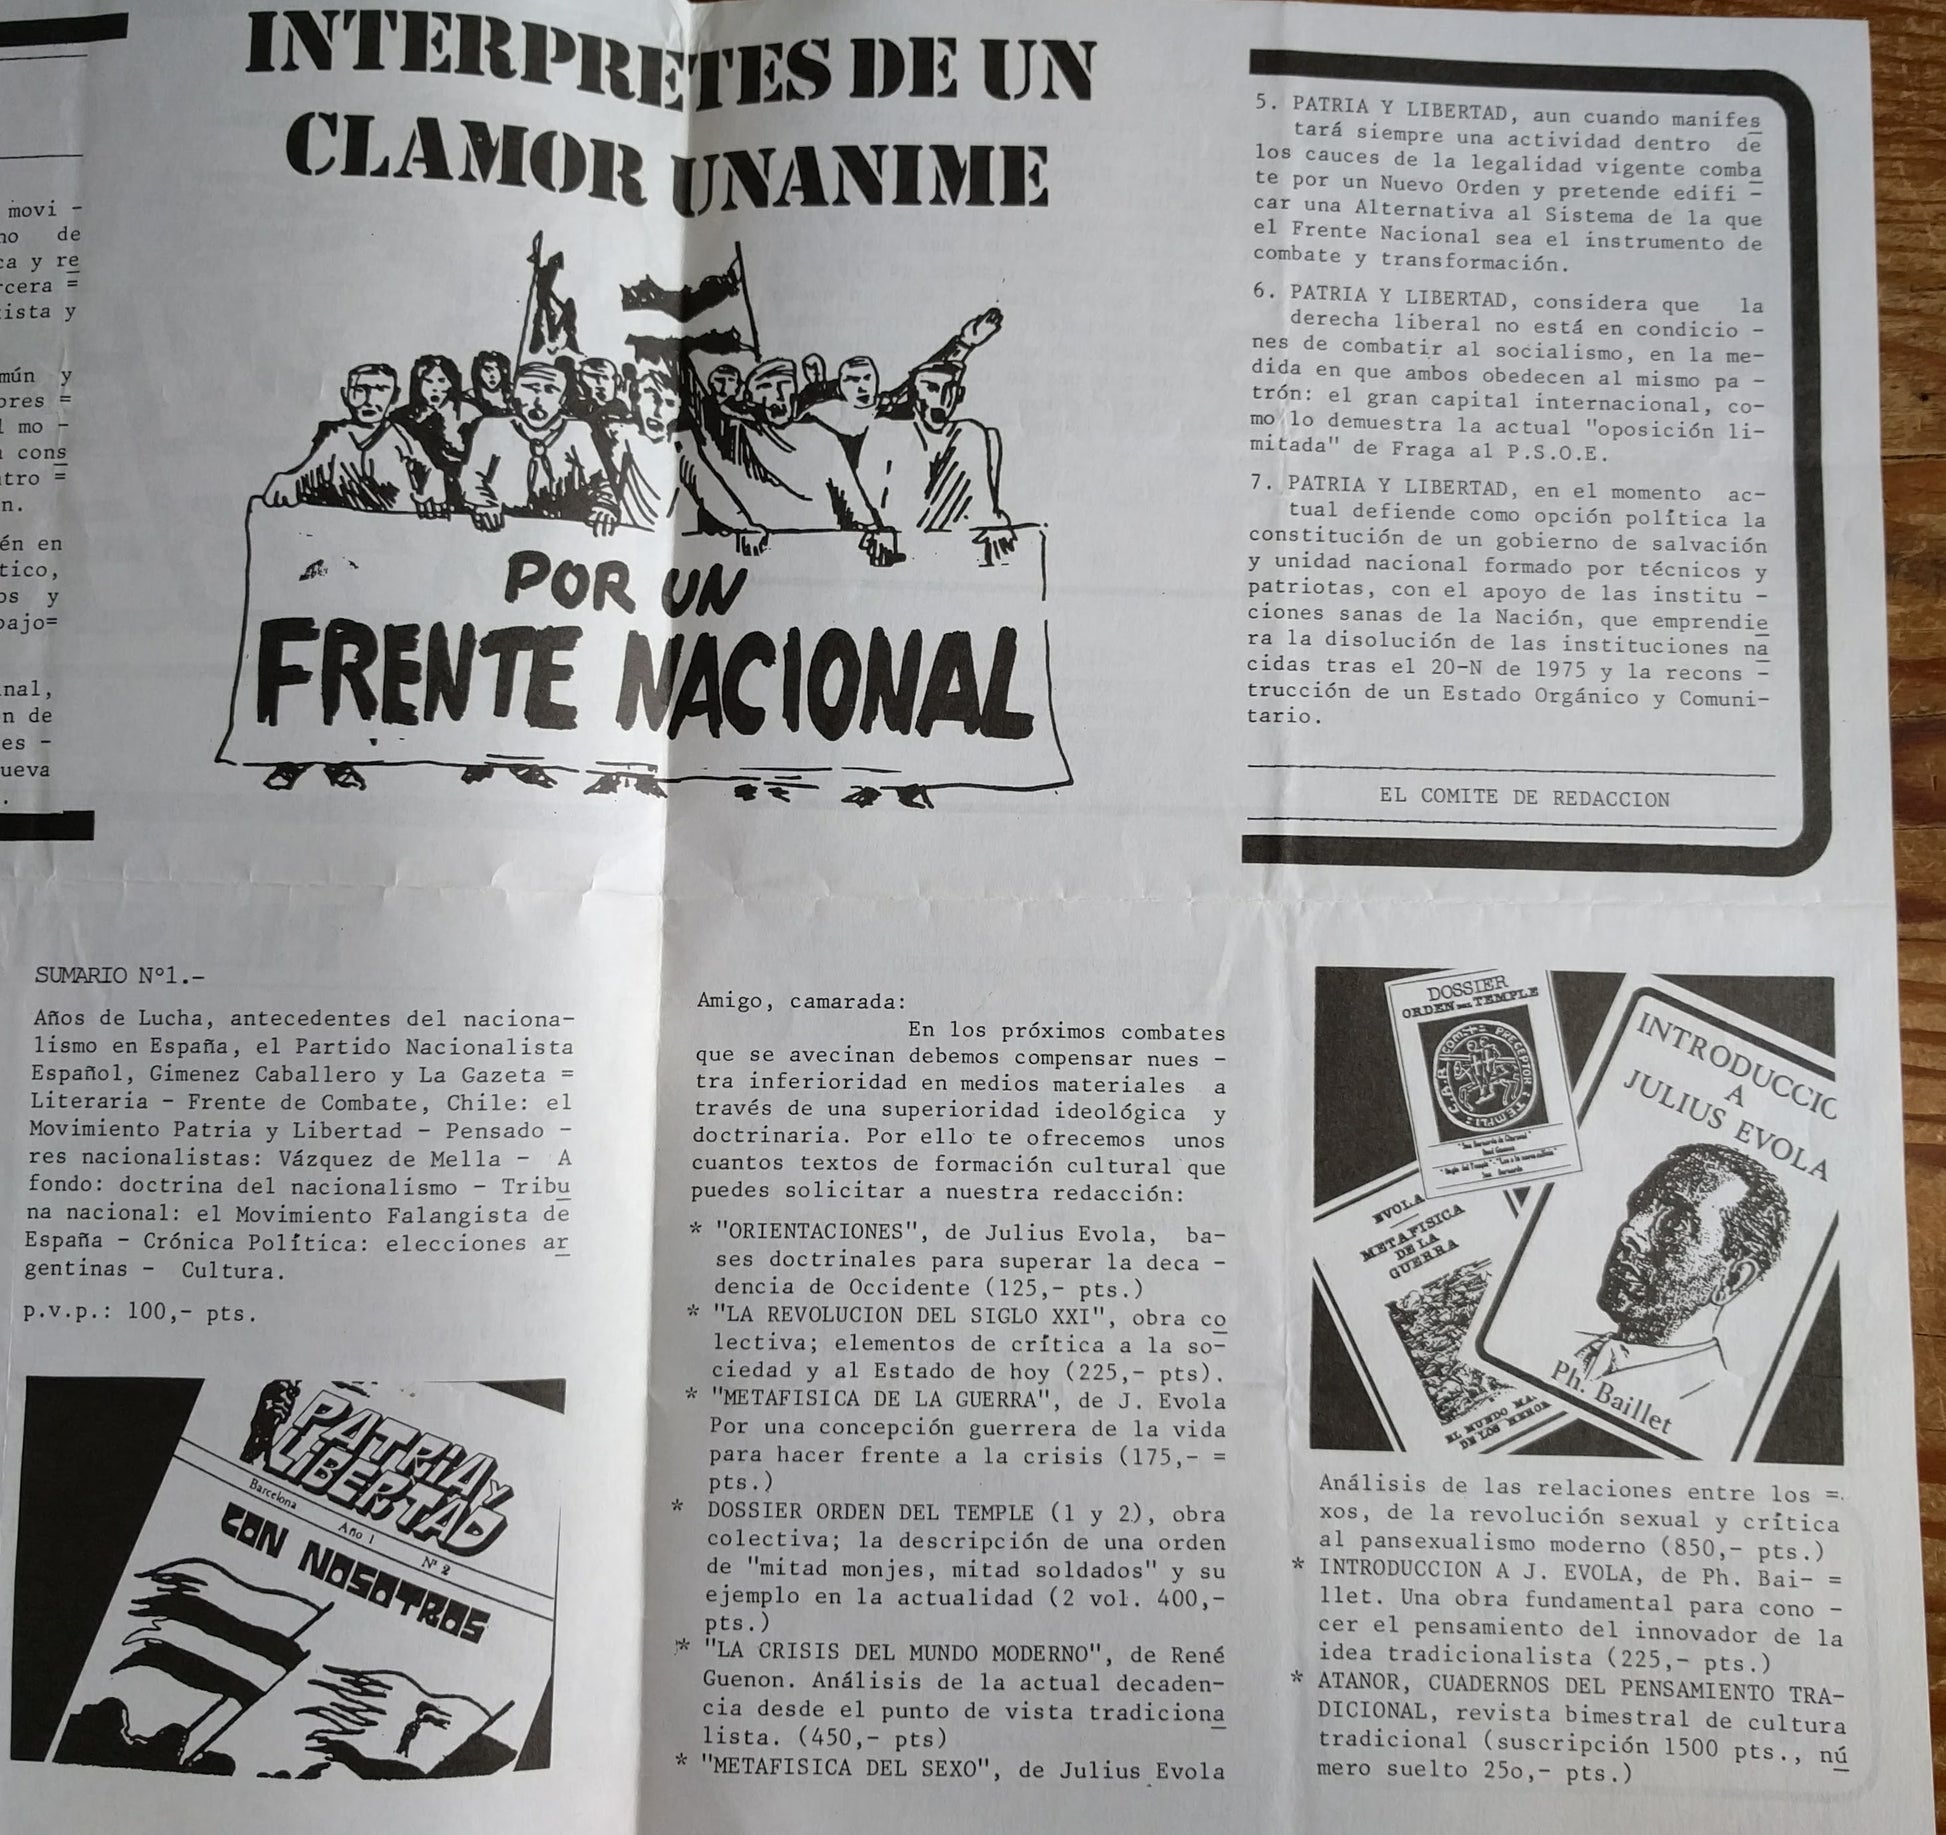 INTERPRETES DE UN
CLAMOR UNANIME
POR UN
FRENTE NACIONAL
movi -
de
y re
tista y
y
mo -
cons
n.
en
y
de
es -
5. PATRIA Y LIBERTAD, aun cuando manifes
tará siempre una actividad dentro de
los cauces de la legalidad vigente comba
te por un Nuevo Orden y pretende edifi -
car una Alternativa al Sistema de la que
el Frente Nacional sea el instrumento de
combate y transformación.
6. PATRIA Y LIBERTAD, considera que la
derecha liberal no está en condicio -
nes de combatir al socialismo, en la me-
dida en que ambos obedecen al mismo pa -
trón: el gran capital internacional, co-
mo lo demuestra la actual "oposición li-
mitada" de Fraga al P.S.O.E.
7. PATRIA Y LIBERTAD, en el momento ac-
tual defiende como opción política la
constitución de un gobierno de salvación
y unidad nacional formado por técnicos y
patriotas, con el apoyo de las institu -
ciones sanas de la Nación, que emprendie
ra la disolución de las instituciones na
cidas tras el 20-N de 1975 y la recons -
trucción de un Estado Orgánico y Comuni-
tario.
EL COMITE DE REDACCION
SUMARIO Nº1.-
Años de Lucha, antecedentes del naciona-
lismo en España, el Partido Nacionalista
Español, Gimenez Caballero y La Gazeta =
Literaria - Frente de Combate, Chile: el
Movimiento Patria y Libertad - Pensado -
res nacionalistas: Vázquez de Mella - A
fondo: doctrina del nacionalismo - Tribu
na nacional: el Movimiento Falangista de
España - Crónica Política: elecciones ar
gentinas - Cultura.
p.v.p.: 100,- pts.
PATRIA Y
LIBERTAD
Barcelona Año 1 Nº 2
CON NOSOTROS
Amigo, camarada:
En los próximos combates
que se avecinan debemos compensar nues -
tra inferioridad en medios materiales a
través de una superioridad ideológica y
doctrinaria. Por ello te ofrecemos unos
cuantos textos de formación cultural que
puedes solicitar a nuestra redacción:
* "ORIENTACIONES", de Julius Evola, ba-
ses doctrinales para superar la deca -
dencia de Occidente (125,- pts.)
* "LA REVOLUCION DEL SIGLO XXI", obra co
lectiva; elementos de crítica a la so-
ciedad y al Estado de hoy (225,- pts).
* "METAFISICA DE LA GUERRA", de J. Evola
Por una concepción guerrera de la vida
para hacer frente a la crisis (175,- =
pts.)
* DOSSIER ORDEN DEL TEMPLE (1 y 2), obra
colectiva; la descripción de una orden
de "mitad monjes, mitad soldados" y su
ejemplo en la actualidad (2 vol. 400,-
pts.)
* "LA CRISIS DEL MUNDO MODERNO", de René
Guenon. Análisis de la actual decaden-
cia desde el punto de vista tradiciona
lista. (450,- pts)
* "METAFISICA DEL SEXO", de Julius Evola
DOSSIER
ORDEN DEL TEMPLE
INTRODUCCIO
A
JULIUS EVOLA
Ph. Baillet
EVOLA
METAFISICA
DE LA
GUERRA
EL MUNDO
DE LOS
Análisis de las relaciones entre los =
xos, de la revolución sexual y crítica
al pansexualismo moderno (850,- pts.)
* INTRODUCCION A J. EVOLA, de Ph. Bai- =
llet. Una obra fundamental para cono -
cer el pensamiento del innovador de la
idea tradicionalista (225,- pts.)
* ATANOR, CUADERNOS DEL PENSAMIENTO TRA-
DICIONAL, revista bimestral de cultura
tradicional (suscripción 1500 pts., nú
mero suelto 25o,- pts.)